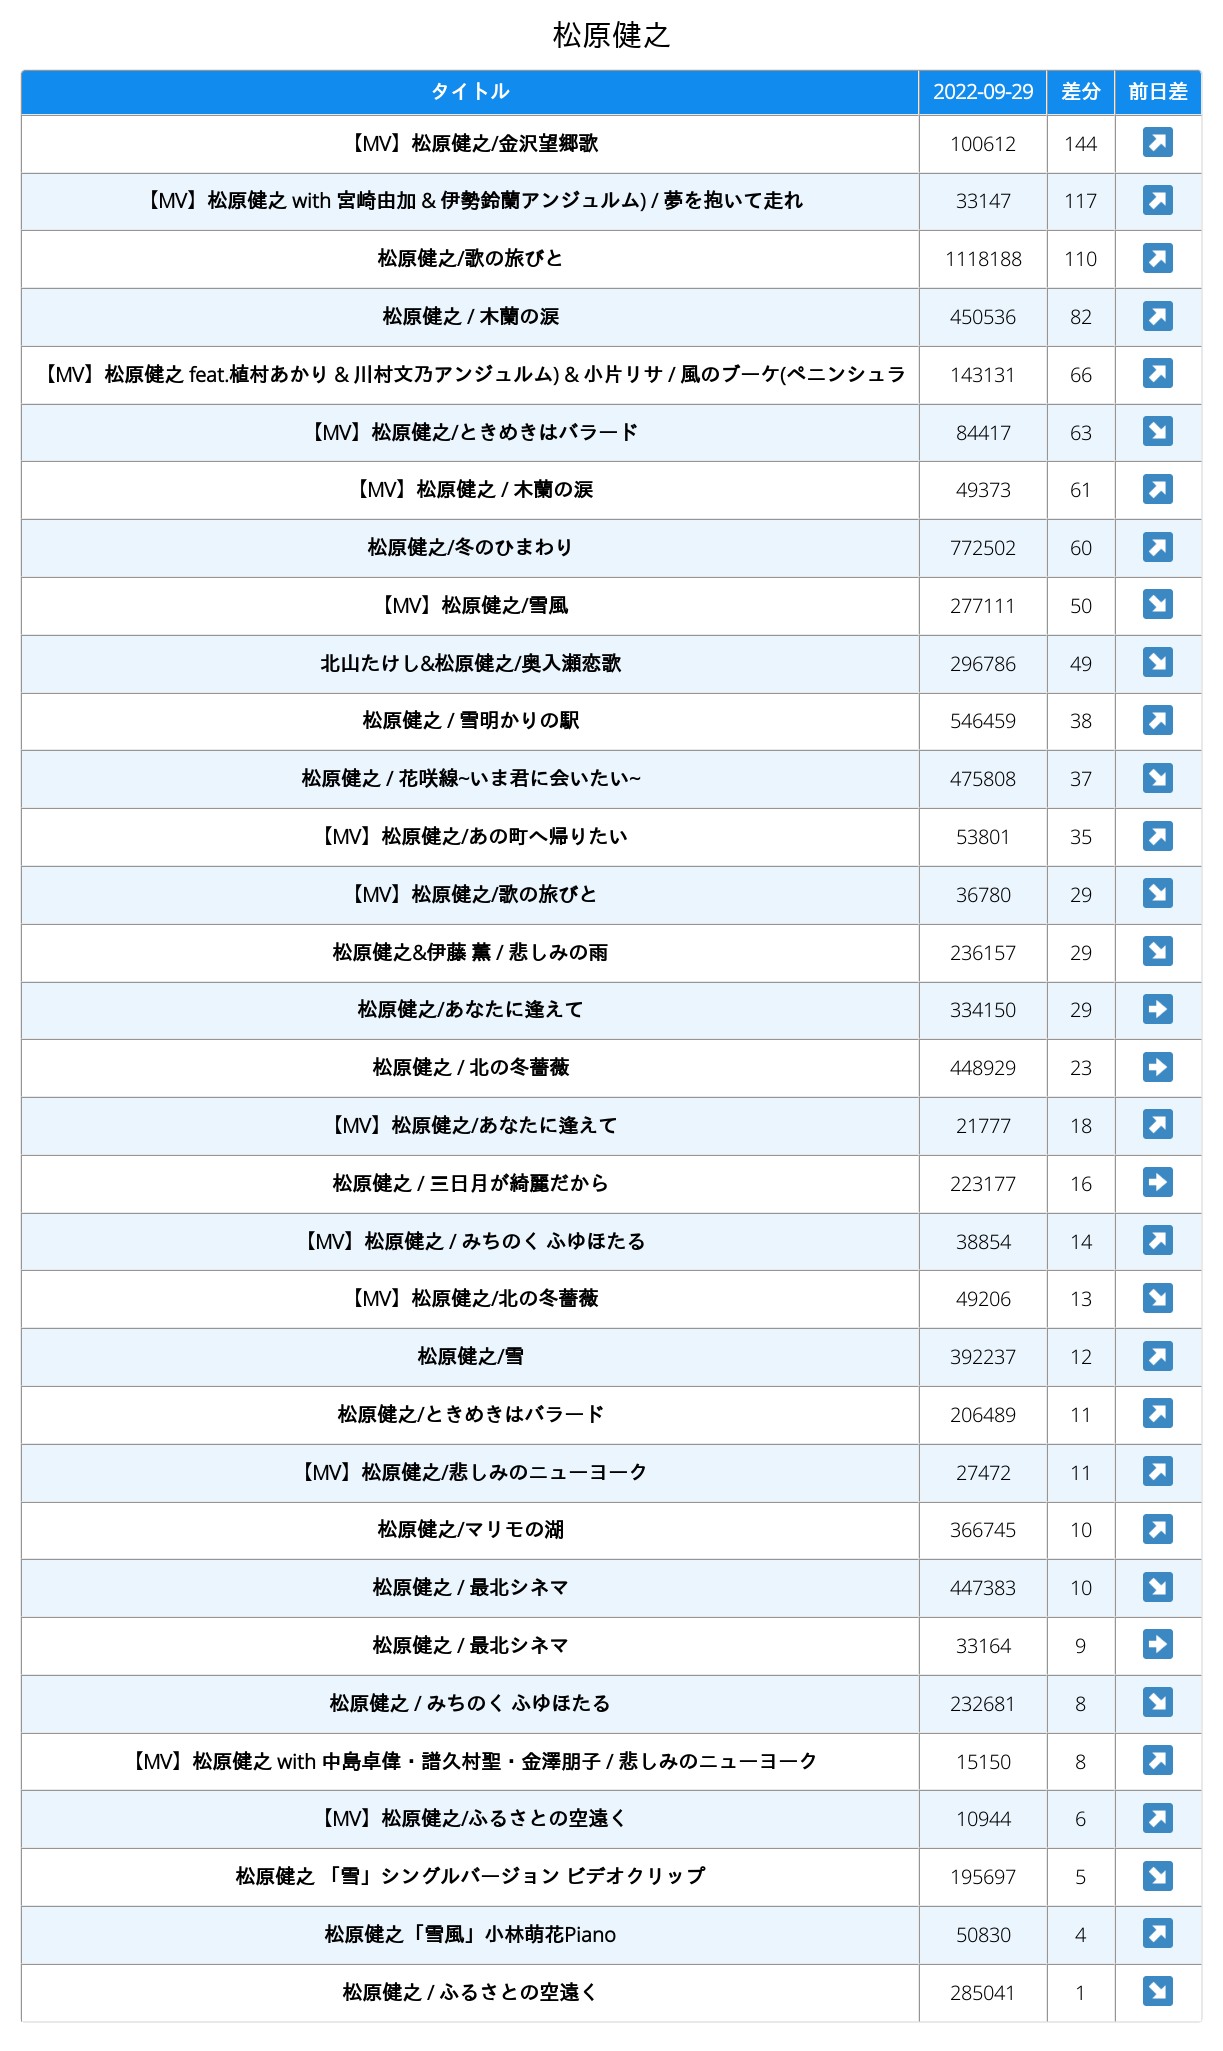 松原健之
タイトル 2022-09-29 差分 前日差
【MV】松原健之/金沢望郷歌 100612 144 ↗
【MV】松原健之 with 宮崎由加 & 伊勢鈴蘭アンジュルム) / 夢を抱いて走れ 33147 117 ↗
松原健之/歌の旅びと 1118188 110 ↗
松原健之 / 木蘭の涙 450536 82 ↗
【MV】松原健之 feat.植村あかり & 川村文乃アンジュルム) & 小片リサ / 風のブーケ(ペニンシュラ 143131 66 ↗
【MV】松原健之/ときめきはバラード 84417 63 ↘
【MV】松原健之 / 木蘭の涙 49373 61 ↗
松原健之/冬のひまわり 772502 60 ↗
【MV】松原健之/雪風 277111 50 ↘
北山たけし&松原健之/奥入瀬恋歌 296786 49 ↘
松原健之 / 雪明かりの駅 546459 38 ↗
松原健之 / 花咲線~いま君に会いたい~ 475808 37 ↘
【MV】松原健之/あの町へ帰りたい 53801 35 ↗
【MV】松原健之/歌の旅びと 36780 29 ↘
松原健之&伊藤 薫 / 悲しみの雨 236157 29 ↘
松原健之/あなたに逢えて 334150 29 ➡
松原健之 / 北の冬薔薇 448929 23 ➡
【MV】松原健之/あなたに逢えて 21777 18 ↗
松原健之 / 三日月が綺麗だから 223177 16 ➡
【MV】松原健之 / みちのく ふゆほたる 38854 14 ↗
【MV】松原健之/北の冬薔薇 49206 13 ↘
松原健之/雪 392237 12 ↗
松原健之/ときめきはバラード 206489 11 ↗
【MV】松原健之/悲しみのニューヨーク 27472 11 ↗
松原健之/マリモの湖 366745 10 ↗
松原健之 / 最北シネマ 447383 10 ↘
松原健之 / 最北シネマ 33164 9 ➡
松原健之 / みちのく ふゆほたる 232681 8 ↘
【MV】松原健之 with 中島卓偉・譜久村聖・金澤朋子 / 悲しみのニューヨーク 15150 8 ↗
【MV】松原健之/ふるさとの空遠く 10944 6 ↗
松原健之 「雪」シングルバージョン ビデオクリップ 195697 5 ↘
松原健之「雪風」小林萌花Piano 50830 4 ↗
松原健之 / ふるさとの空遠く 285041 1 ↘